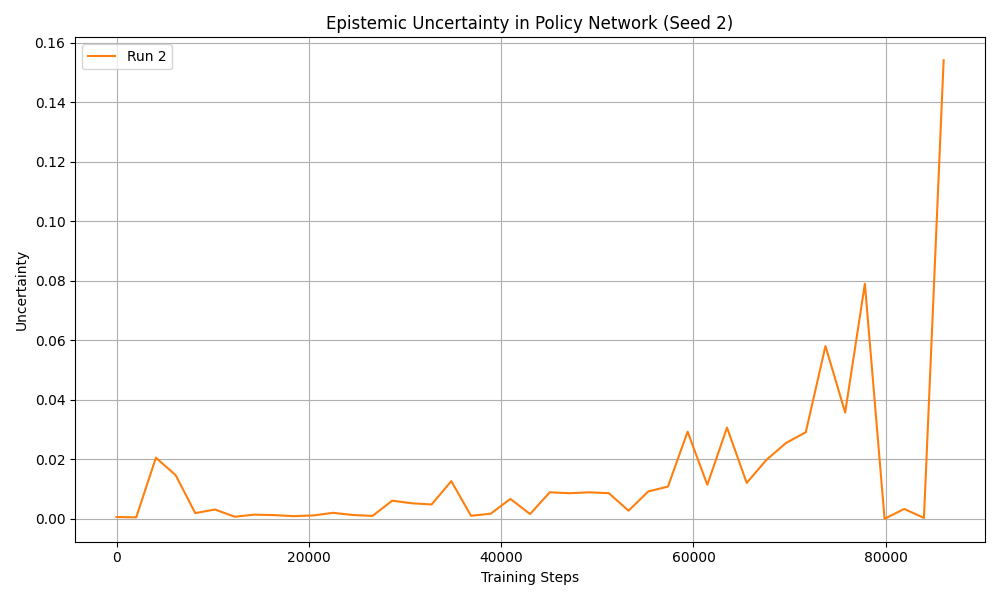 Epistemic Uncertainty in Policy Network (Seed 2)
Run 2
Uncertainty
0.16
0.14
0.12
0.10
0.08
0.06
0.04
0.02
0.00
0 20000 40000 60000 80000
Training Steps